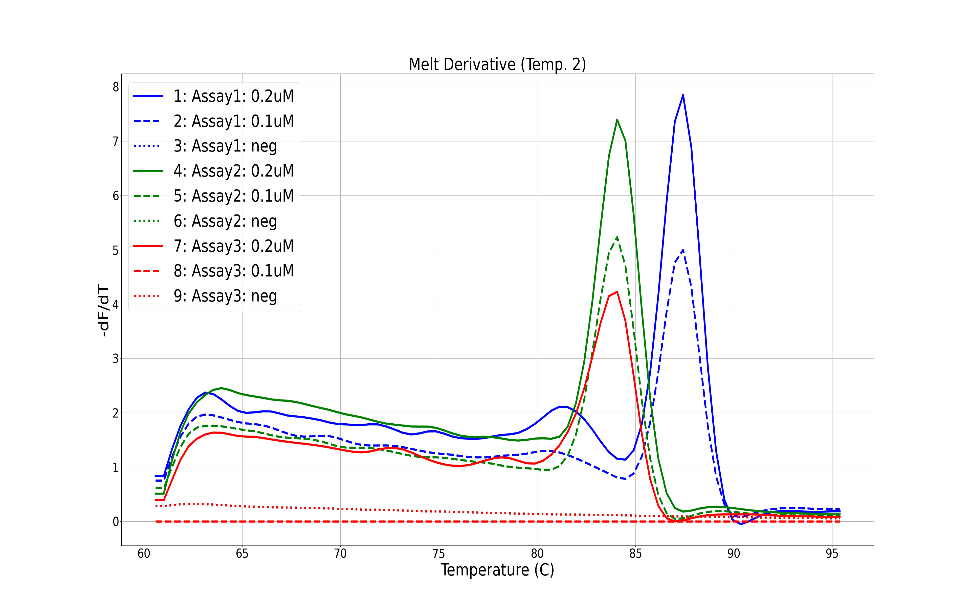 Melt Derivative (Temp. 2)
8
7
6
5
4
3
2
1
0
-dF/dT
1: Assay1: 0.2uM
2: Assay1: 0.1uM
3: Assay1: neg
4: Assay2: 0.2uM
5: Assay2: 0.1uM
6: Assay2: neg
7: Assay3: 0.2uM
8: Assay3: 0.1uM
9: Assay3: neg
60 65 70 75 80 85 90 95
Temperature (C)